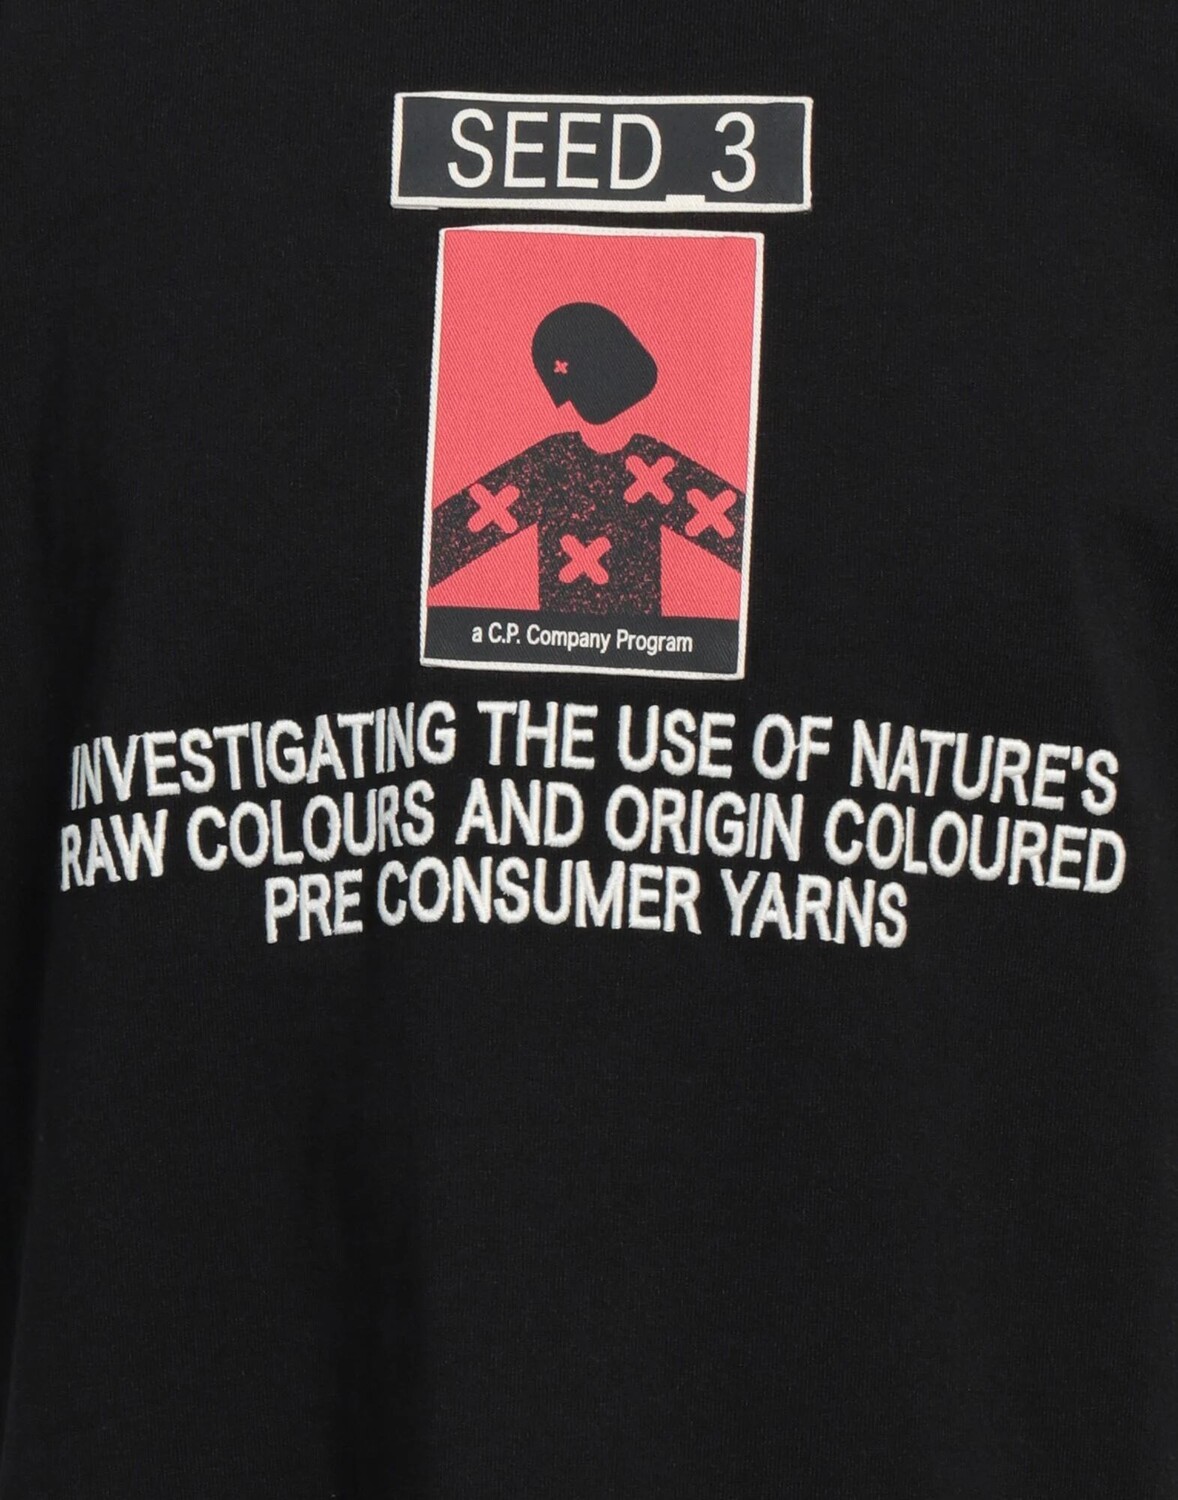 SEED_3
a C.P. Company Program
INVESTIGATING THE USE OF NATURE'S
RAW COLOURS AND ORIGIN COLOURED
PRE CONSUMER YARNS